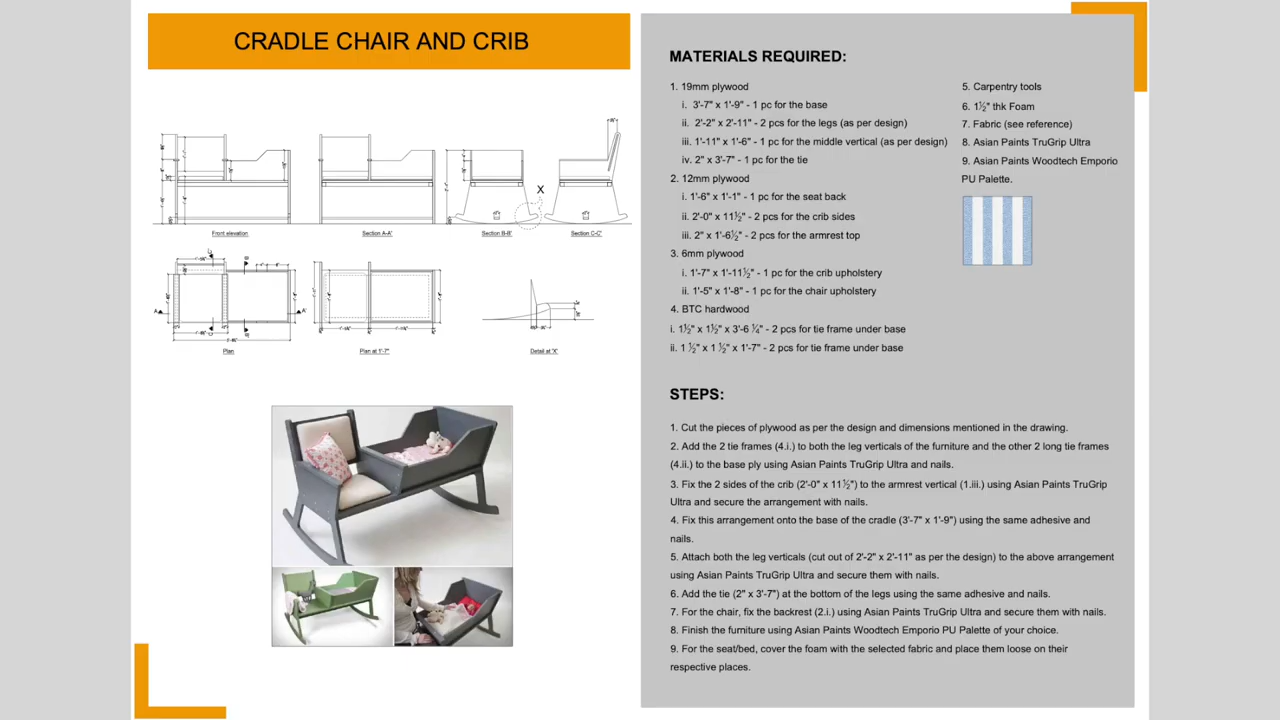 CRADLE CHAIR AND CRIB
X
Front elevation
Section A-A'
Section B-B'
Section C-C'
A
A'
Plan
Plan at 1'-7"
Detail at 'X'
MATERIALS REQUIRED:
1. 19mm plywood
i. 3'-7" x 1'-9" - 1 pc for the base
ii. 2'-2" x 2'-11" - 2 pcs for the legs (as per design)
iii. 1'-11" x 1'-6" - 1 pc for the middle vertical (as per design)
iv. 2" x 3'-7" - 1 pc for the tie
2. 12mm plywood
i. 1'-6" x 1'-1" - 1 pc for the seat back
ii. 2'-0" x 11½" - 2 pcs for the crib sides
iii. 2" x 1'-6½" - 2 pcs for the armrest top
3. 6mm plywood
i. 1'-7" x 1'-11½" - 1 pc for the crib upholstery
ii. 1'-5" x 1'-8" - 1 pc for the chair upholstery
4. BTC hardwood
i. 1½" x 1½" x 3'-6 ¼" - 2 pcs for tie frame under base
ii. 1 ½" x 1 ½" x 1'-7" - 2 pcs for tie frame under base
5. Carpentry tools
6. 1½" thk Foam
7. Fabric (see reference)
8. Asian Paints TruGrip Ultra
9. Asian Paints Woodtech Emporio
PU Palette.
STEPS:
1. Cut the pieces of plywood as per the design and dimensions mentioned in the drawing.
2. Add the 2 tie frames (4.i.) to both the leg verticals of the furniture and the other 2 long tie frames
(4.ii.) to the base ply using Asian Paints TruGrip Ultra and nails.
3. Fix the 2 sides of the crib (2'-0" x 11½") to the armrest vertical (1.iii.) using Asian Paints TruGrip
Ultra and secure the arrangement with nails.
4. Fix this arrangement onto the base of the cradle (3'-7" x 1'-9") using the same adhesive and
nails.
5. Attach both the leg verticals (cut out of 2'-2" x 2'-11" as per the design) to the above arrangement
using Asian Paints TruGrip Ultra and secure them with nails.
6. Add the tie (2" x 3'-7") at the bottom of the legs using the same adhesive and nails.
7. For the chair, fix the backrest (2.i.) using Asian Paints TruGrip Ultra and secure them with nails.
8. Finish the furniture using Asian Paints Woodtech Emporio PU Palette of your choice.
9. For the seat/bed, cover the foam with the selected fabric and place them loose on their
respective places.